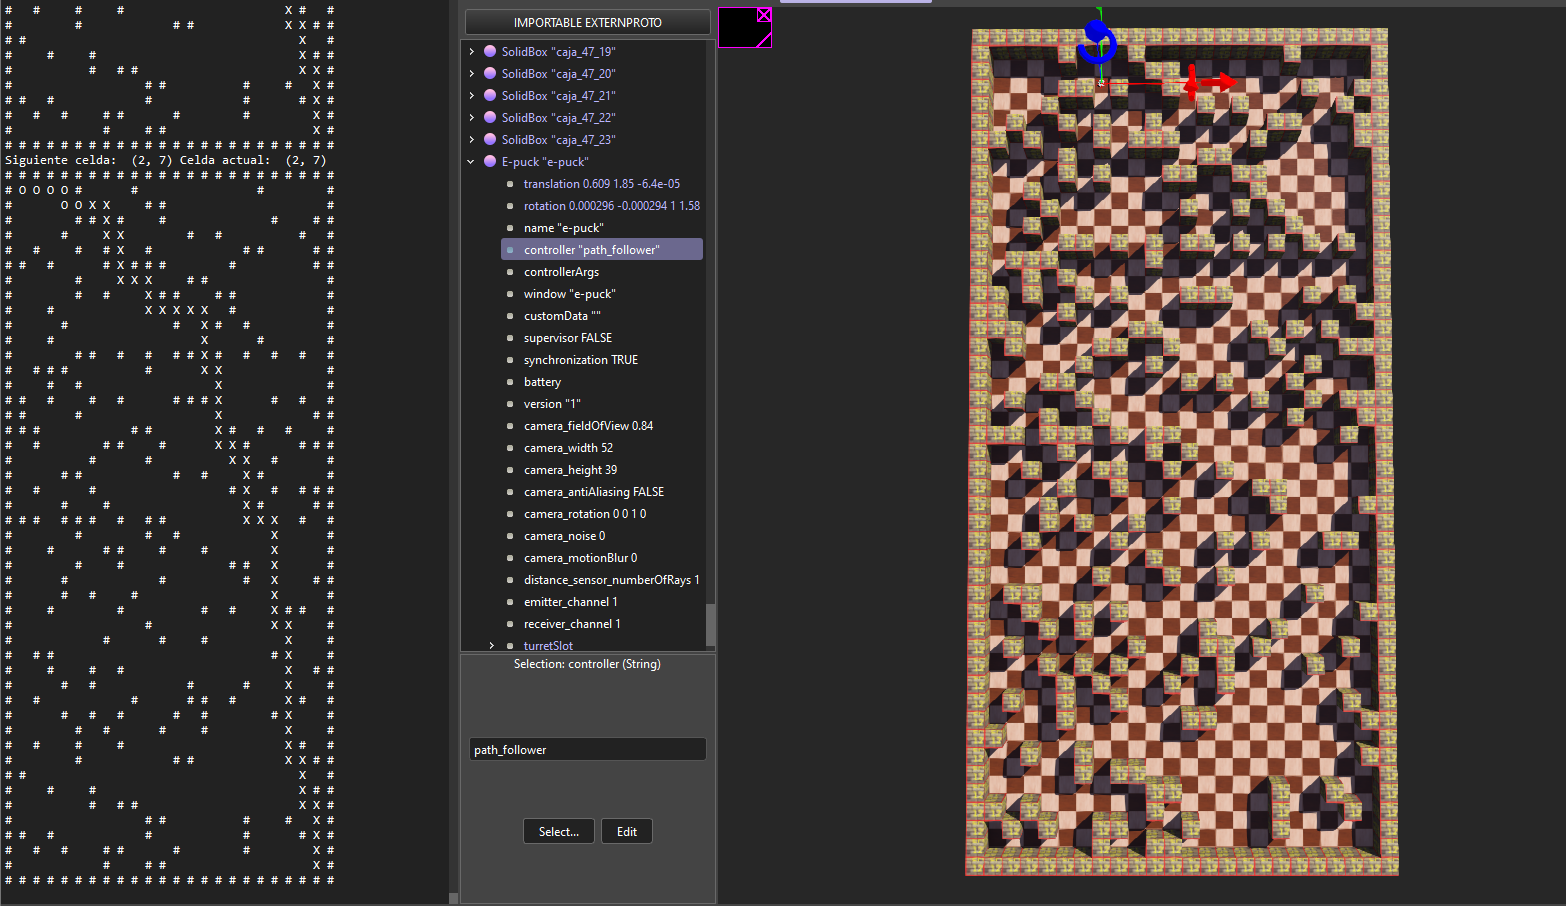 # # # # X # #
# # # X #
# # X #
# # # X # #
# # # # X X #
# # # # # X #
# # # # # X #
# # # # # # # X #
# # # # X #
# # # # # # # # # # # # # # # # # # # # # # # #
Siguiente celda: (2, 7) Celda actual: (2, 7)
# # # # # # # # # # # # # # # # # # # # # # # #
# O O O O # # # #
# O O X X # # #
# # # X # # # # #
# # X X # # # #
# # # X # # # # #
# # # # X # # # # # #
# # X X X # # #
# # # X # # # #
# # X X X X X # #
# # # X # # #
# # X # #
# # # # # # # X # # # #
# # # # # X X #
# # # X #
# # # # # # # # X # # #
# # # X # #
# # # # # X # # # #
# # # # # X X # # # #
# # # X X # #
# # # # # X # #
# # # # X # # # #
# # # X # # #
# # # # # # # # # X X X # #
# # # # X #
# # # # # # X #
# # # # # X #
# # # X # #
# # # # X #
# # # # # X # # #
# # X X #
# # # # X #
# # # # X #
# # # # X # #
# # # # # X #
# # # # # # X # #
# # # # # # # X #
# # # # # X #
# # # # X # #
# # # # X X # #
# # X #
# # # X # #
# # # # X X #
# # # # # X #
# # # # # X #
# # # # # # # X #
# # # # X #
# # # # # # # # # # # # # # # # # # # # # # # #
IMPORTABLE EXTERNPROTO
SolidBox "caja_47_19"
SolidBox "caja_47_20"
SolidBox "caja_47_21"
SolidBox "caja_47_22"
SolidBox "caja_47_23"
E-puck "e-puck"
translation 0.609 1.85 -6.4e-05
rotation 0.000296 -0.000294 1 1.58
name "e-puck"
controller "path_follower"
controllerArgs
window "e-puck"
customData ""
supervisor FALSE
synchronization TRUE
battery
version "1"
camera_fieldOfView 0.84
camera_width 52
camera_height 39
camera_antiAliasing FALSE
camera_rotation 0 0 1 0
camera_noise 0
camera_motionBlur 0
distance_sensor_numberOfRays 1
emitter_channel 1
receiver_channel 1
turretSlot
Selection: controller (String)
path_follower
Select...
Edit